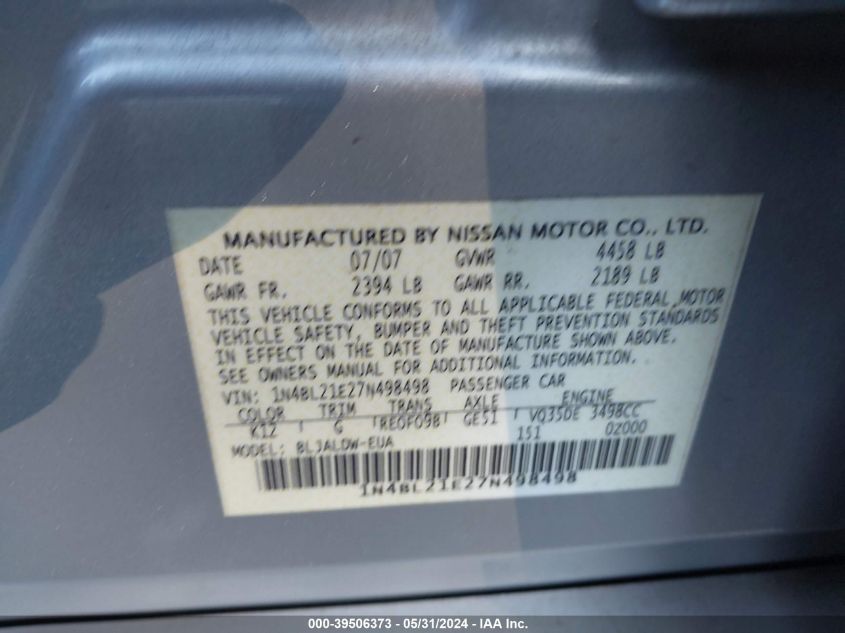 MANUFACTURED BY NISSAN MOTOR CO., LTD.
DATE 07/07 GVWR 4458 LB
GAWR FR. 2394 LB GAWR RR. 2189 LB
THIS VEHICLE CONFORMS TO ALL APPLICABLE FEDERAL MOTOR
VEHICLE SAFETY, BUMPER AND THEFT PREVENTION STANDARDS
IN EFFECT ON THE DATE OF MANUFACTURE SHOWN ABOVE.
SEE OWNERS MANUAL FOR ADDITIONAL INFORMATION.
VIN: 1N4BL21E27N498498 PASSENGER CAR
COLOR TRIM TRANS AXLE ENGINE
K12 G RE0F09B GE51 VQ35DE 3498CC
MODEL: BLJALDW-EUA 151 02000
1N4BL21E27N498498
000-39506373 - 05/31/2024 - IAA Inc.